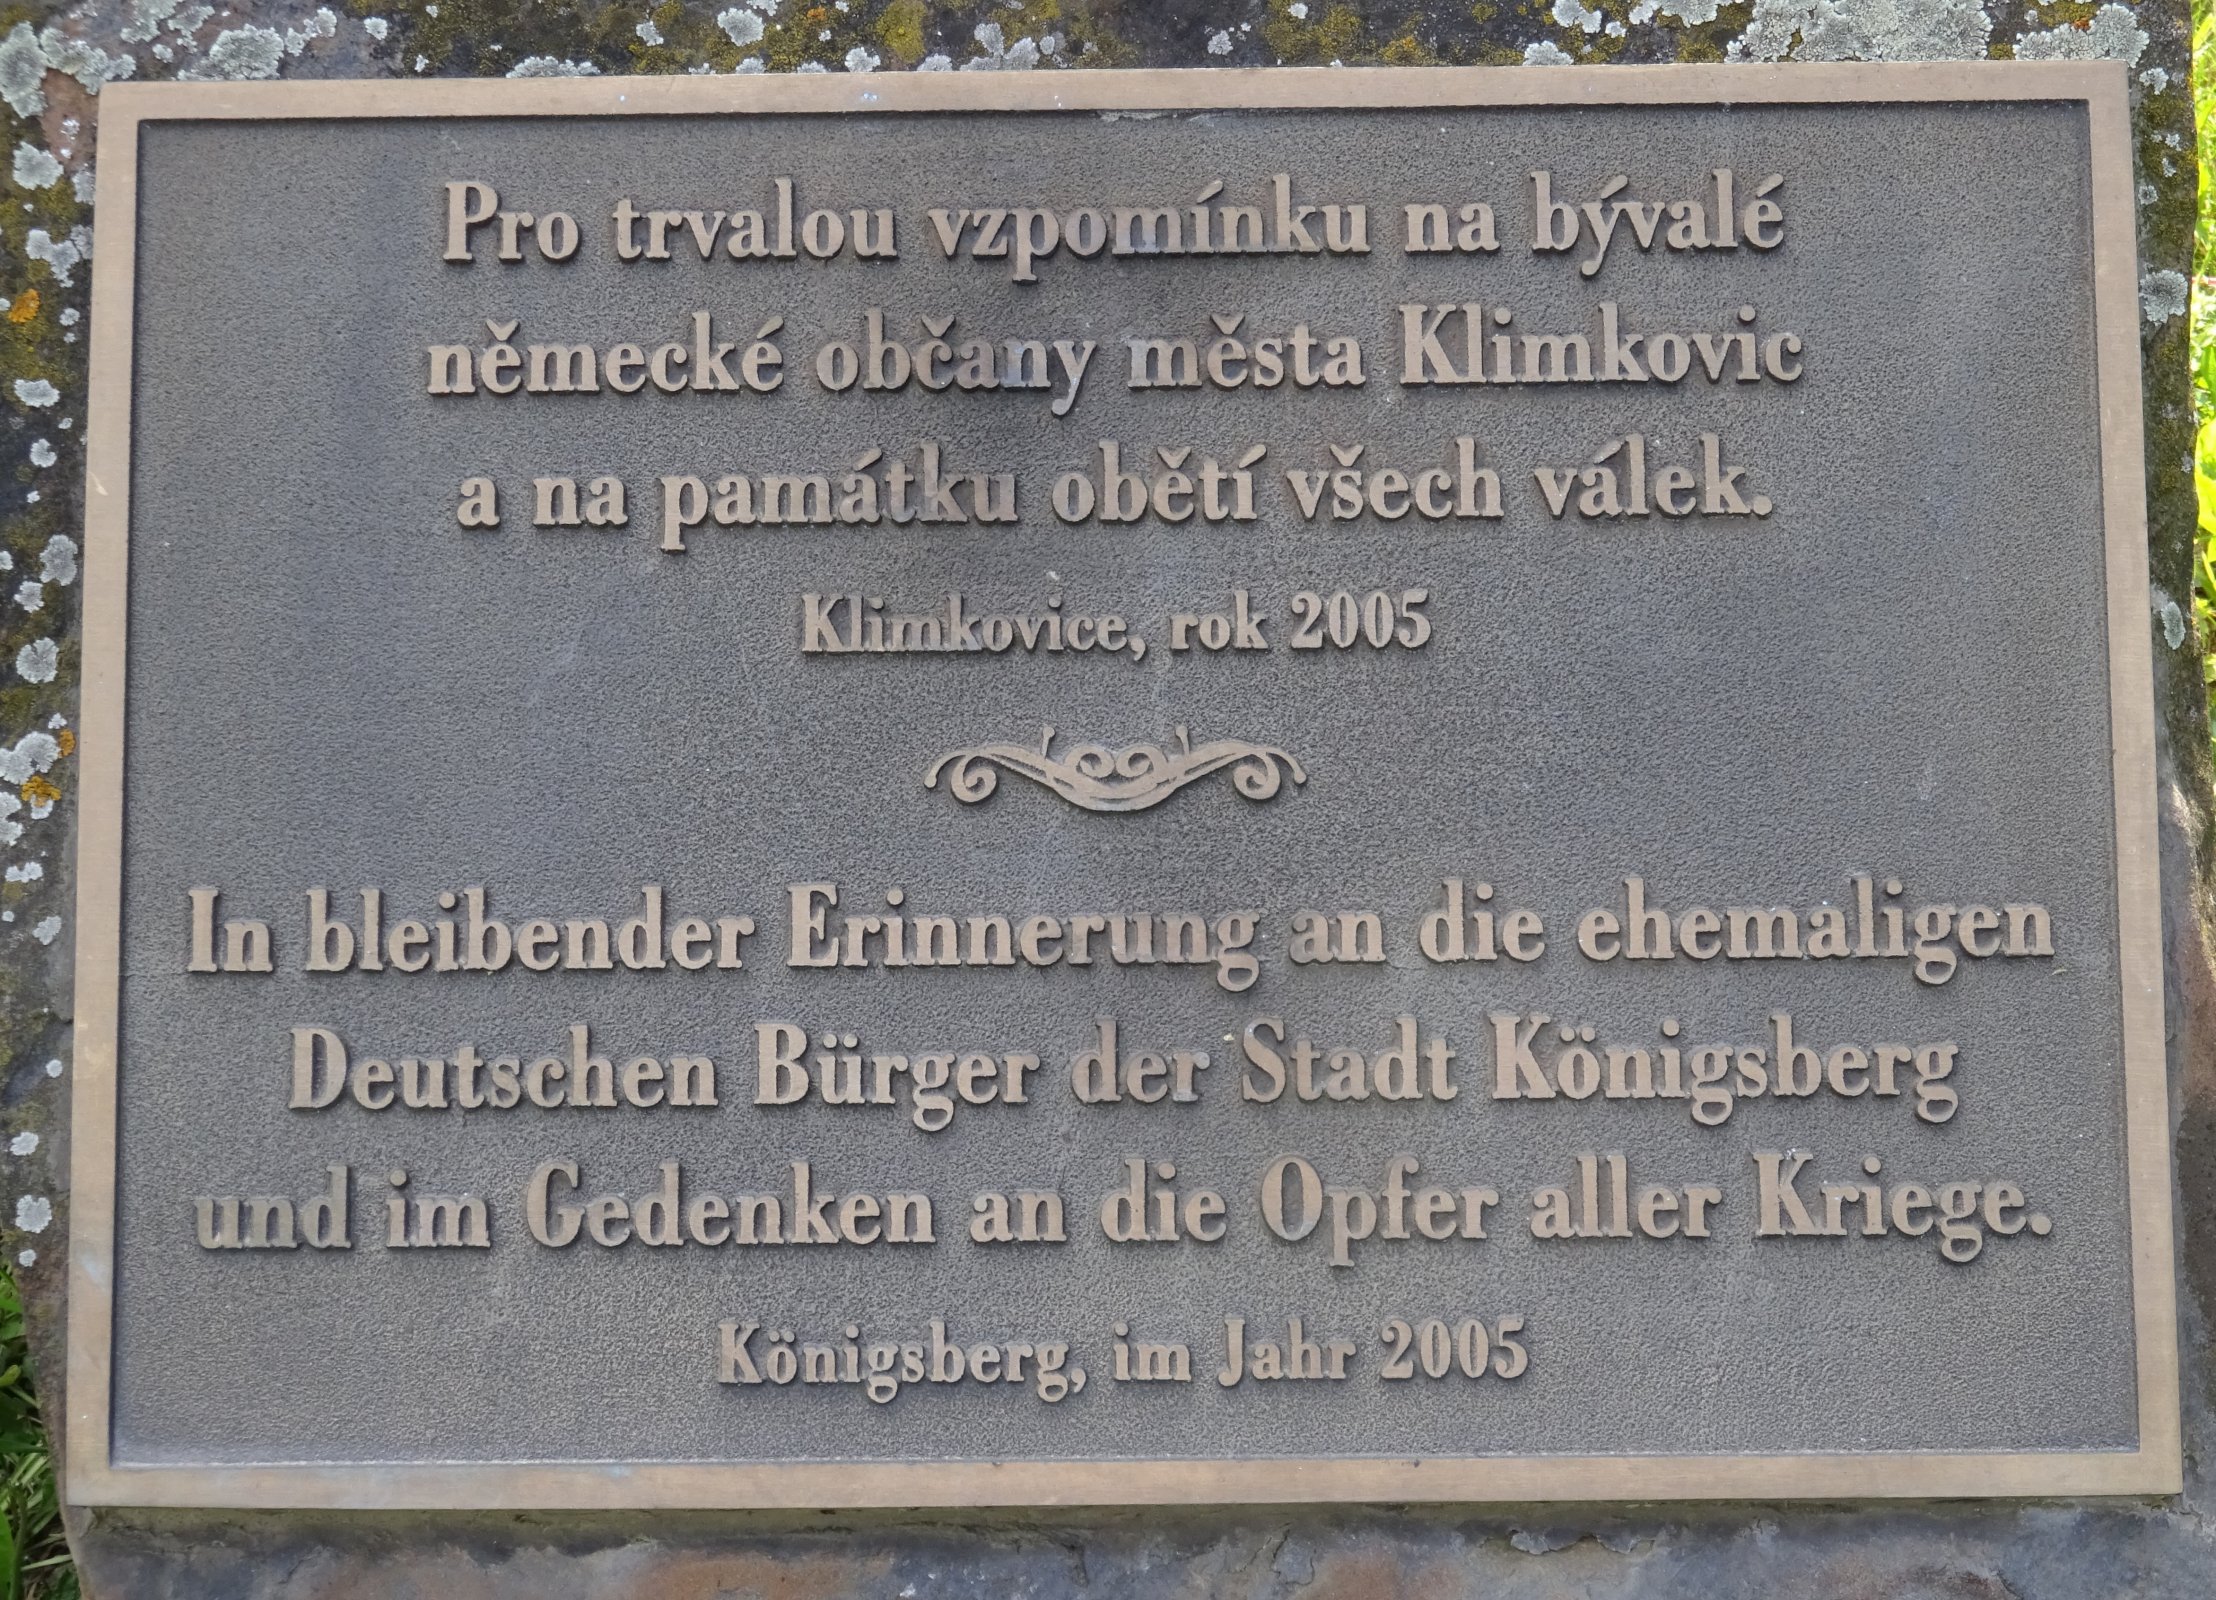 Pro trvalou vzpomínku na bývalé
německé občany města Klimkovic
a na památku obětí všech válek.
Klimkovice, rok 2005
In bleibender Erinnerung an die ehemaligen
Deutschen Bürger der Stadt Königsberg
und im Gedenken an die Opfer aller Kriege.
Königsberg, im Jahr 2005